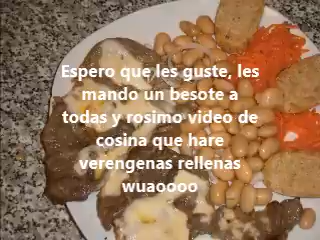 Espero que les guste, les
mando un besote a
todas y rosimo video de
cosina que hare
verengenas rellenas
wuaoooo